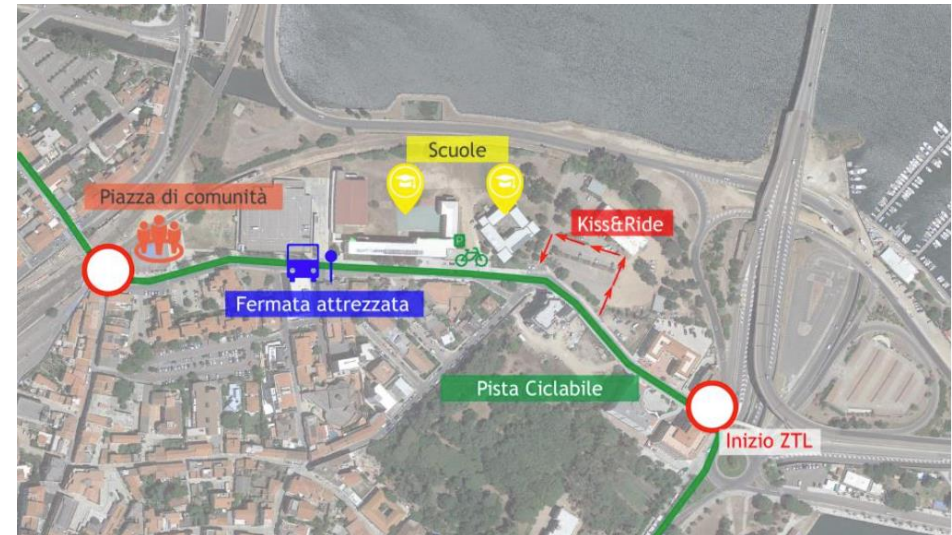 Scuole
Piazza di comunità
Kiss&Ride
P
Fermata attrezzata
Pista Ciclabile
Inizio ZTL